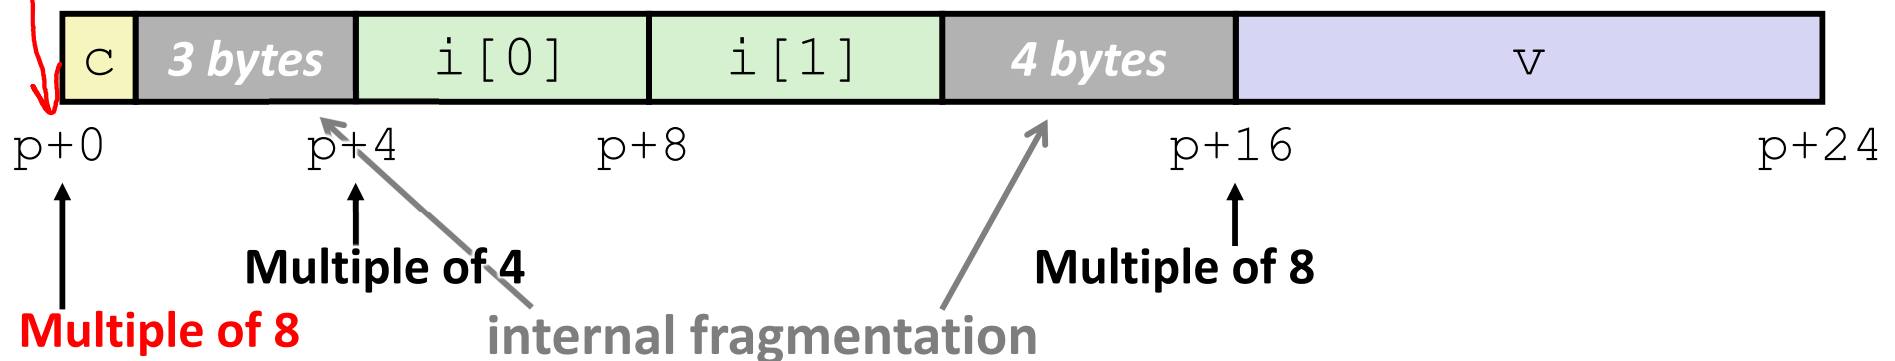 c 3 bytes i[0] i[1] 4 bytes v
p+0 p+4 p+8 p+16 p+24
Multiple of 4 Multiple of 8
Multiple of 8 internal fragmentation